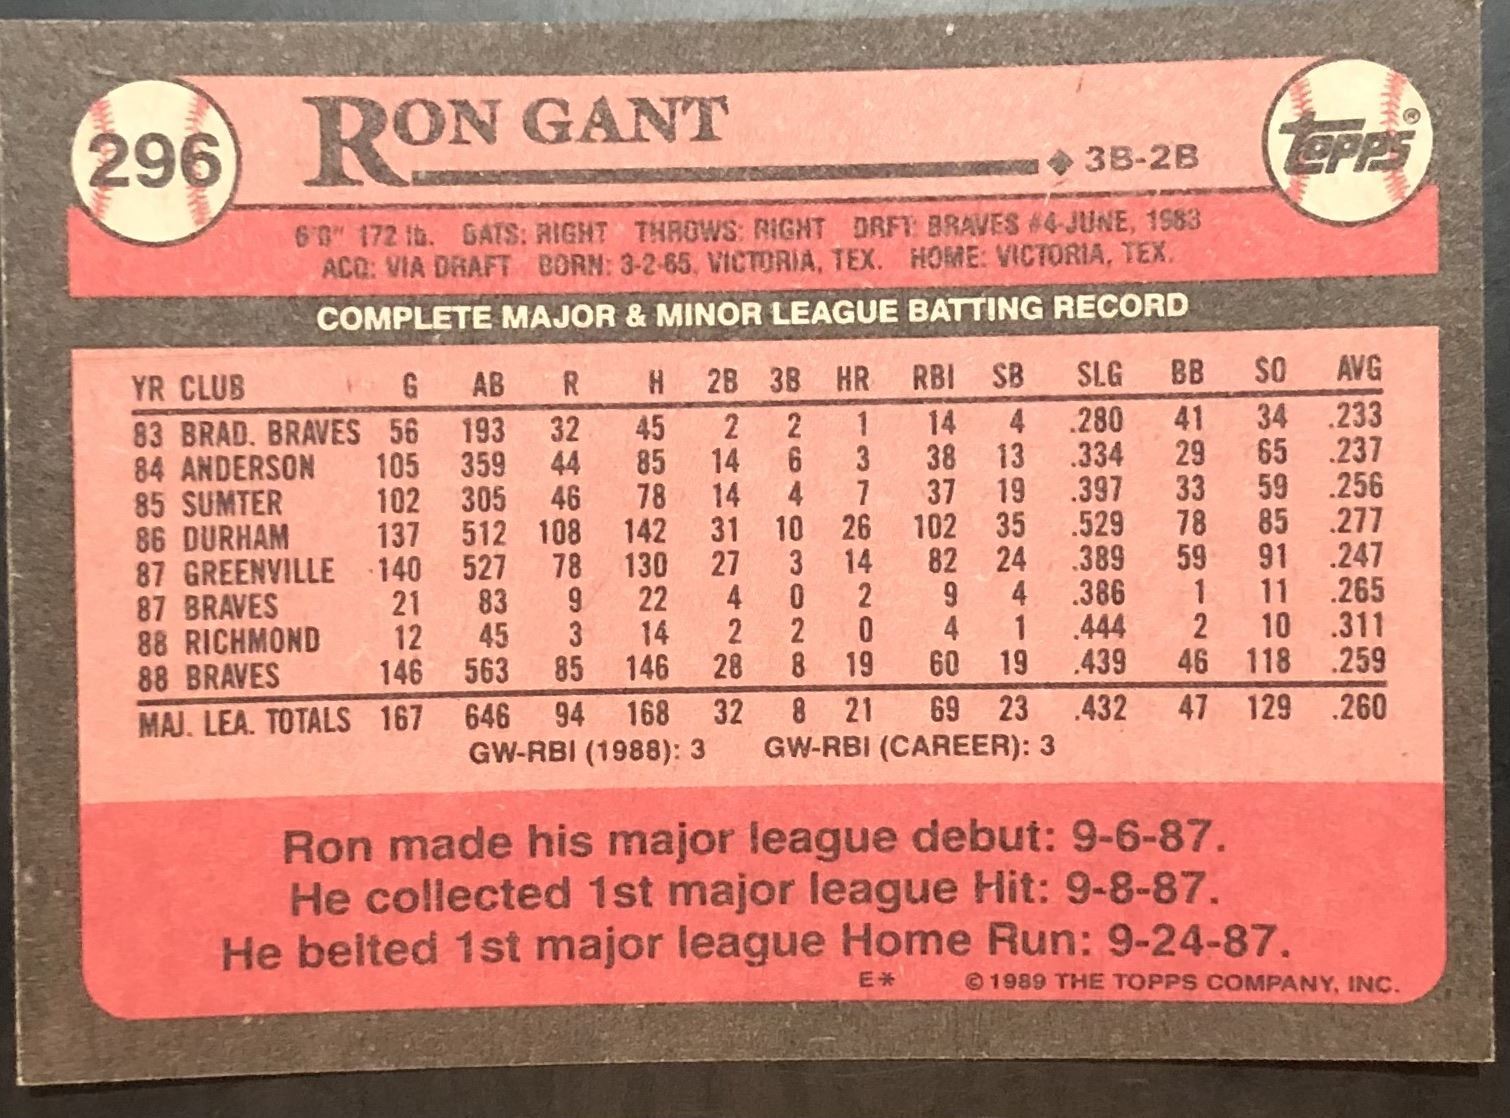 296
RON GANT
3B-2B
TOPPS®
6'0" 172 lb. BATS: RIGHT THROWS: RIGHT DRFT: BRAVES #4-JUNE, 1983
ACQ: VIA DRAFT BORN: 3-2-65, VICTORIA, TEX. HOME: VICTORIA, TEX.
COMPLETE MAJOR & MINOR LEAGUE BATTING RECORD
YR CLUB G AB R H 2B 3B HR RBI SB SLG BB SO AVG
83 BRAD. BRAVES 56 193 32 45 2 2 1 14 4 .280 41 34 .233
84 ANDERSON 105 359 44 85 14 6 3 38 13 .334 29 65 .237
85 SUMTER 102 305 46 78 14 4 7 37 19 .397 33 59 .256
86 DURHAM 137 512 108 142 31 10 26 102 35 .529 78 85 .277
87 GREENVILLE 140 527 78 130 27 3 14 82 24 .389 59 91 .247
87 BRAVES 21 83 9 22 4 0 2 9 4 .386 1 11 .265
88 RICHMOND 12 45 3 14 2 2 0 4 1 .444 2 10 .311
88 BRAVES 146 563 85 146 28 8 19 60 19 .439 46 118 .259
MAJ. LEA. TOTALS 167 646 94 168 32 8 21 69 23 .432 47 129 .260
GW-RBI (1988): 3 GW-RBI (CAREER): 3
Ron made his major league debut: 9-6-87.
He collected 1st major league Hit: 9-8-87.
He belted 1st major league Home Run: 9-24-87.
E* © 1989 THE TOPPS COMPANY, INC.